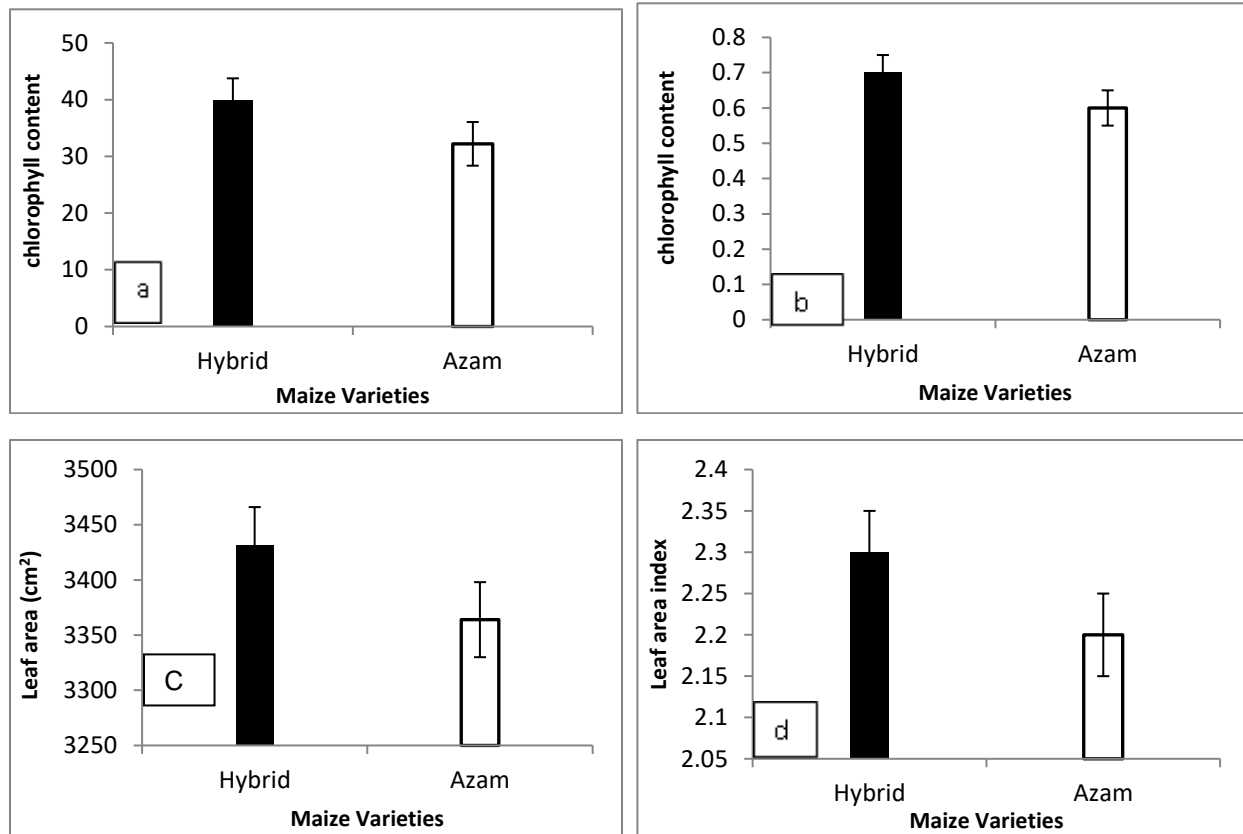 50
40
30
20
10
0
chlorophyll content
a
Hybrid Azam
Maize Varieties
0.8
0.7
0.6
0.5
0.4
0.3
0.2
0.1
0
chlorophyll content
b
Hybrid Azam
Maize Varieties
3500
3450
3400
3350
3300
3250
Leaf area (cm²)
C
Hybrid Azam
Maize Varieties
2.4
2.35
2.3
2.25
2.2
2.15
2.1
2.05
Leaf area index
d
Hybrid Azam
Maize Varieties